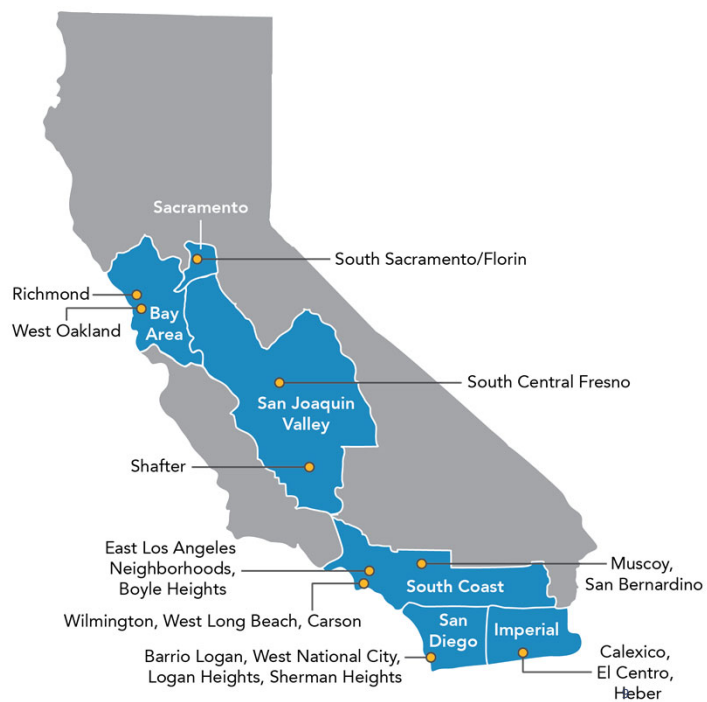 Sacramento
South Sacramento/Florin
Richmond
West Oakland
Bay
Area
South Central Fresno
San Joaquin
Valley
Shafter
East Los Angeles
Neighborhoods,
Boyle Heights
Muscoy,
San Bernardino
South Coast
Wilmington, West Long Beach, Carson
San
Diego
Imperial
Barrio Logan, West National City,
Logan Heights, Sherman Heights
Calexico,
El Centro,
Heber